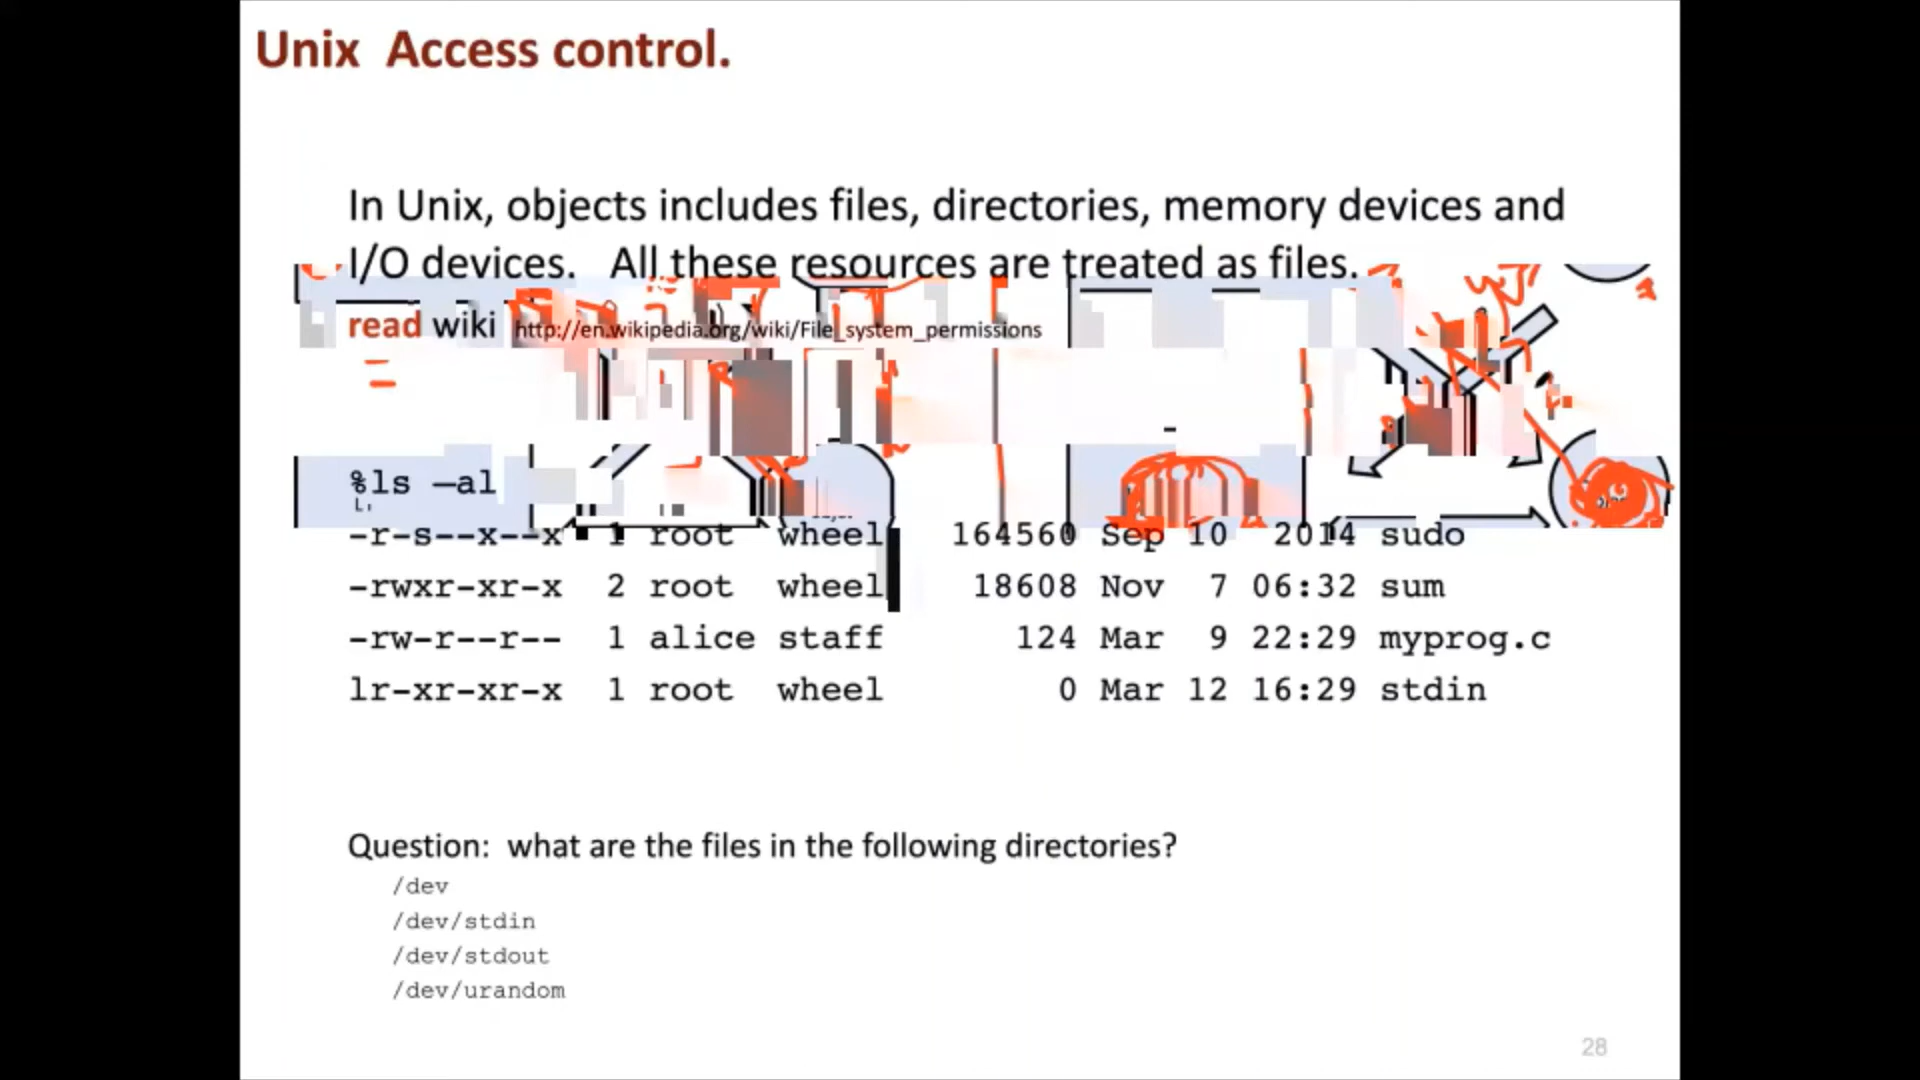 Unix Access control.
In Unix, objects includes files, directories, memory devices and
I/O devices. All these resources are treated as files.
read wiki http://en.wikipedia.org/wiki/File_system_permissions
%ls –al
-r-s--x--x 1 root wheel 164560 Sep 10 2014 sudo
-rwxr-xr-x 2 root wheel 18608 Nov 7 06:32 sum
-rw-r--r-- 1 alice staff 124 Mar 9 22:29 myprog.c
lr-xr-xr-x 1 root wheel 0 Mar 12 16:29 stdin
Question: what are the files in the following directories?
/dev
/dev/stdin
/dev/stdout
/dev/urandom
28